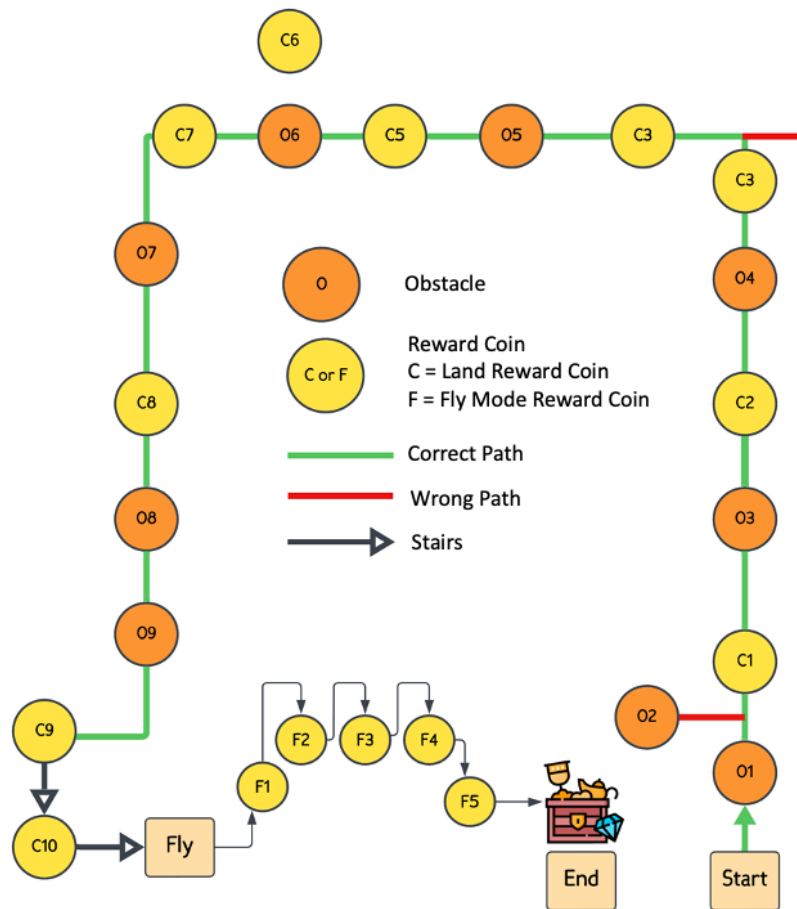 C6
C7
O6
C5
O5
C3
C3
O7
O4
O
Obstacle
C or F
Reward Coin
C = Land Reward Coin
F = Fly Mode Reward Coin
C8
C2
Correct Path
Wrong Path
Stairs
O8
O3
O9
C1
C9
F2
F3
F4
O2
F1
F5
O1
C10
Fly
End
Start